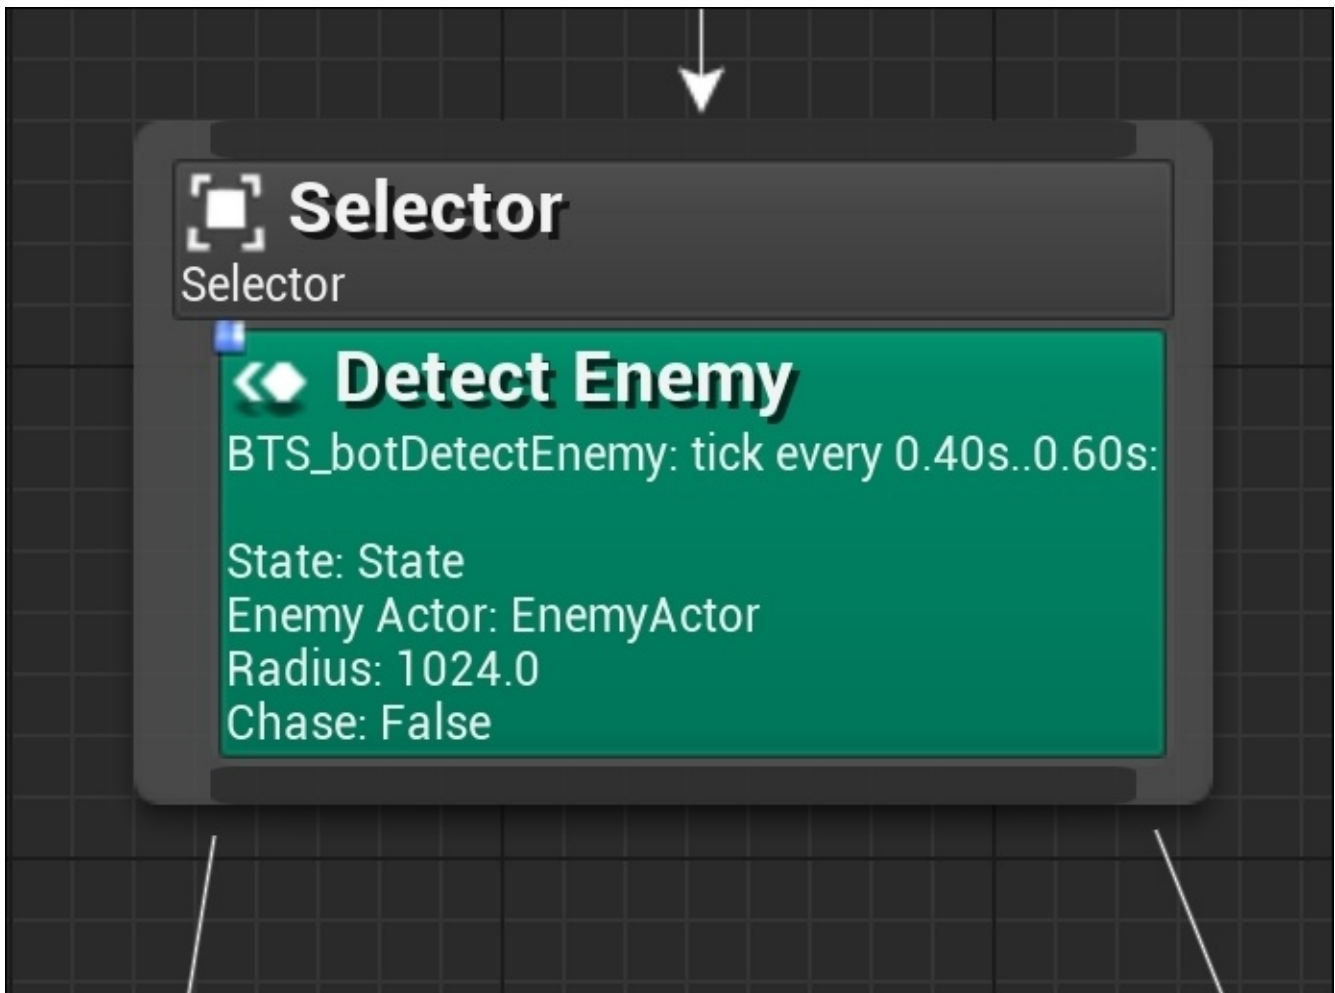 Selector
Selector
Detect Enemy
BTS_botDetectEnemy: tick every 0.40s..0.60s:
State: State
Enemy Actor: EnemyActor
Radius: 1024.0
Chase: False